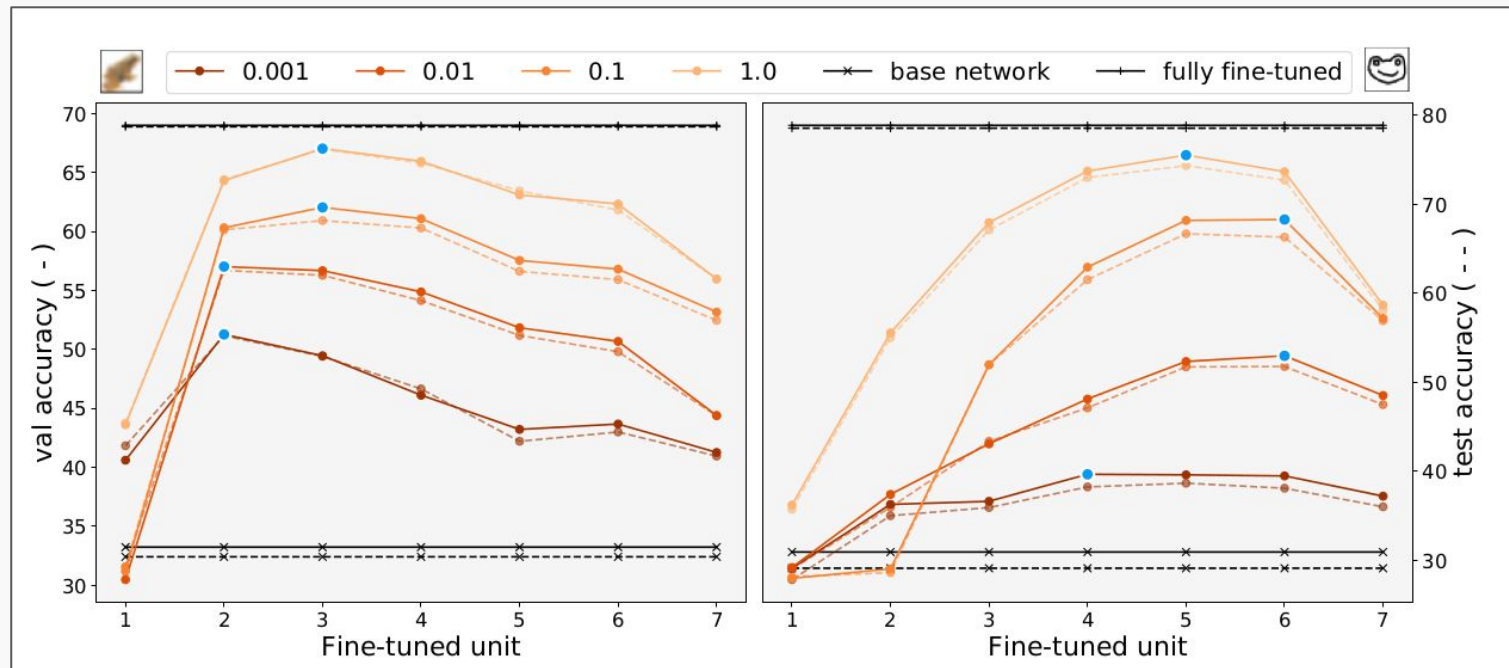 0.001 0.01 0.1 1.0 base network fully fine-tuned
val accuracy ( - )
70
65
60
55
50
45
40
35
30
1 2 3 4 5 6 7
Fine-tuned unit
80
70
60
50
40
30
test accuracy ( - - )
1 2 3 4 5 6 7
Fine-tuned unit